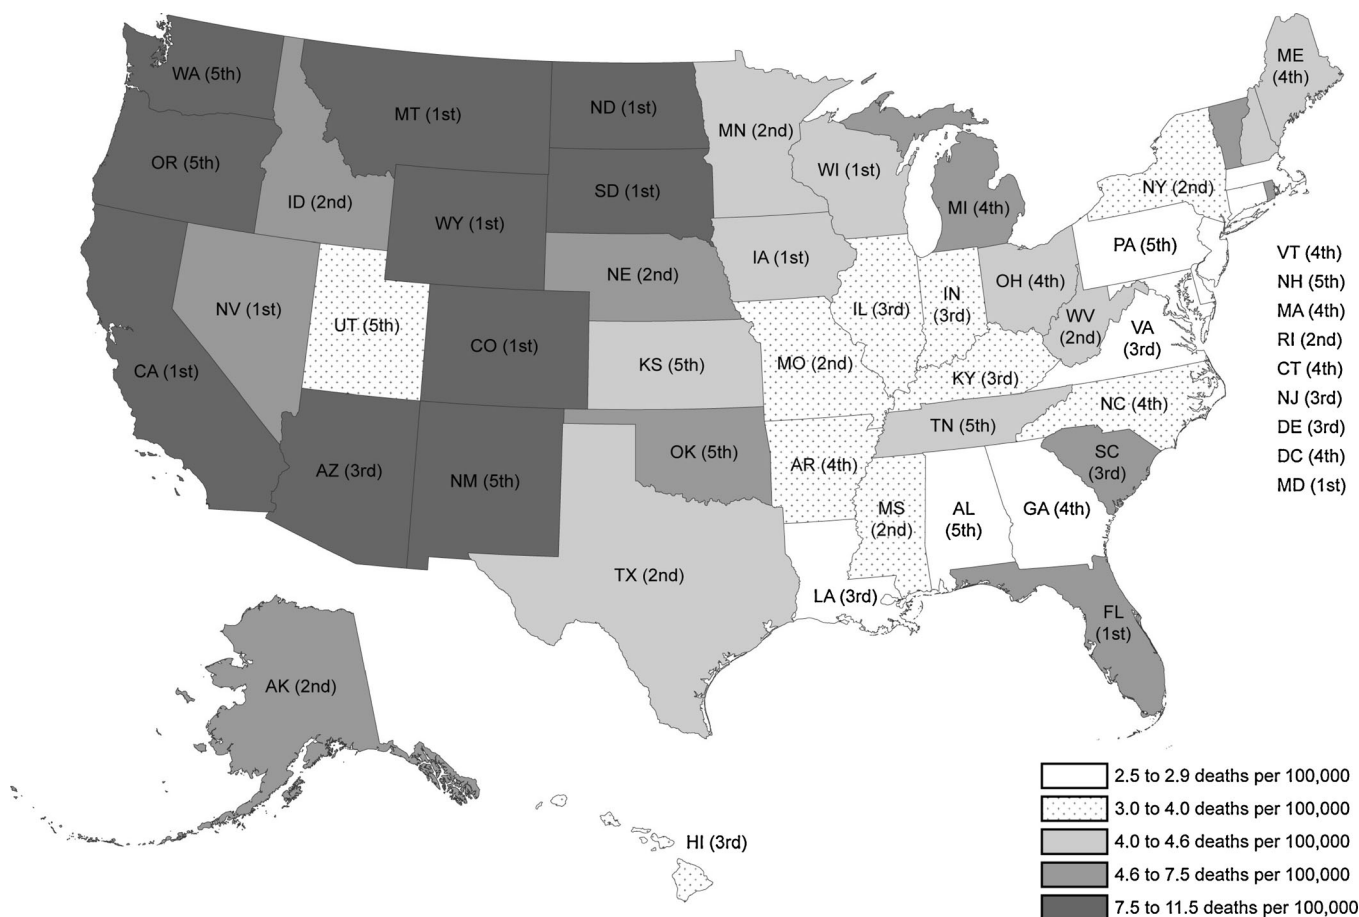 WA (5th)
MT (1st)
ND (1st)
MN (2nd)
ME
(4th)
OR (5th)
ID (2nd)
WY (1st)
SD (1st)
WI (1st)
MI (4th)
NY (2nd)
NV (1st)
UT (5th)
NE (2nd)
IA (1st)
IL (3rd)
IN
(3rd)
OH (4th)
PA (5th)
CA (1st)
CO (1st)
KS (5th)
MO (2nd)
KY (3rd)
WV
(2nd)
VA
(3rd)
AZ (3rd)
NM (5th)
OK (5th)
AR (4th)
TN (5th)
NC (4th)
SC
(3rd)
TX (2nd)
LA (3rd)
MS
(2nd)
AL
(5th)
GA (4th)
FL
(1st)
AK (2nd)
HI (3rd)
VT (4th)
NH (5th)
MA (4th)
RI (2nd)
CT (4th)
NJ (3rd)
DE (3rd)
DC (4th)
MD (1st)
2.5 to 2.9 deaths per 100,000
3.0 to 4.0 deaths per 100,000
4.0 to 4.6 deaths per 100,000
4.6 to 7.5 deaths per 100,000
7.5 to 11.5 deaths per 100,000